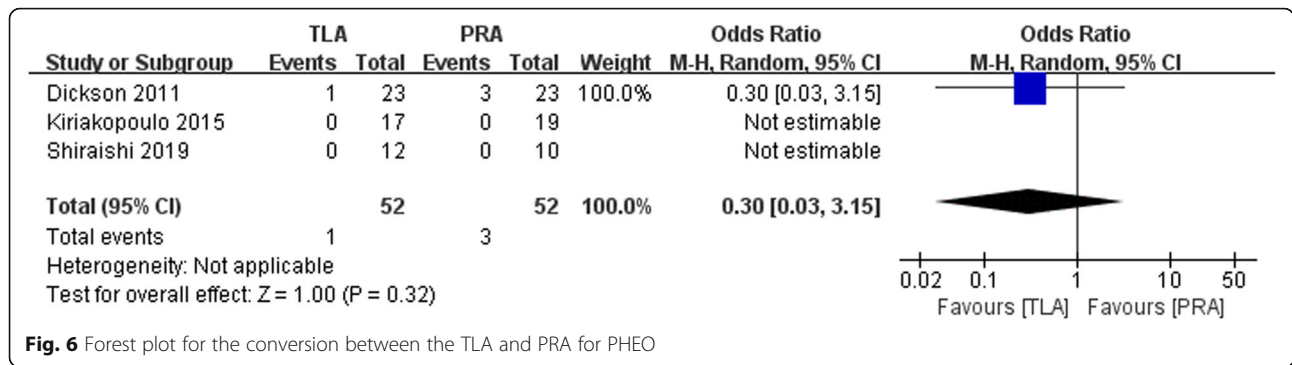 TLA PRA Odds Ratio Odds Ratio
Study or Subgroup Events Total Events Total Weight M-H, Random, 95% CI M-H, Random, 95% CI
Dickson 2011 1 23 3 23 100.0% 0.30 [0.03, 3.15]
Kiriakopoulo 2015 0 17 0 19 Not estimable
Shiraishi 2019 0 12 0 10 Not estimable
Total (95% CI) 52 52 100.0% 0.30 [0.03, 3.15]
Total events 1 3
Heterogeneity: Not applicable
Test for overall effect: Z = 1.00 (P = 0.32)
0.02 0.1 1 10 50
Favours [TLA] Favours [PRA]
Fig. 6 Forest plot for the conversion between the TLA and PRA for PHEO